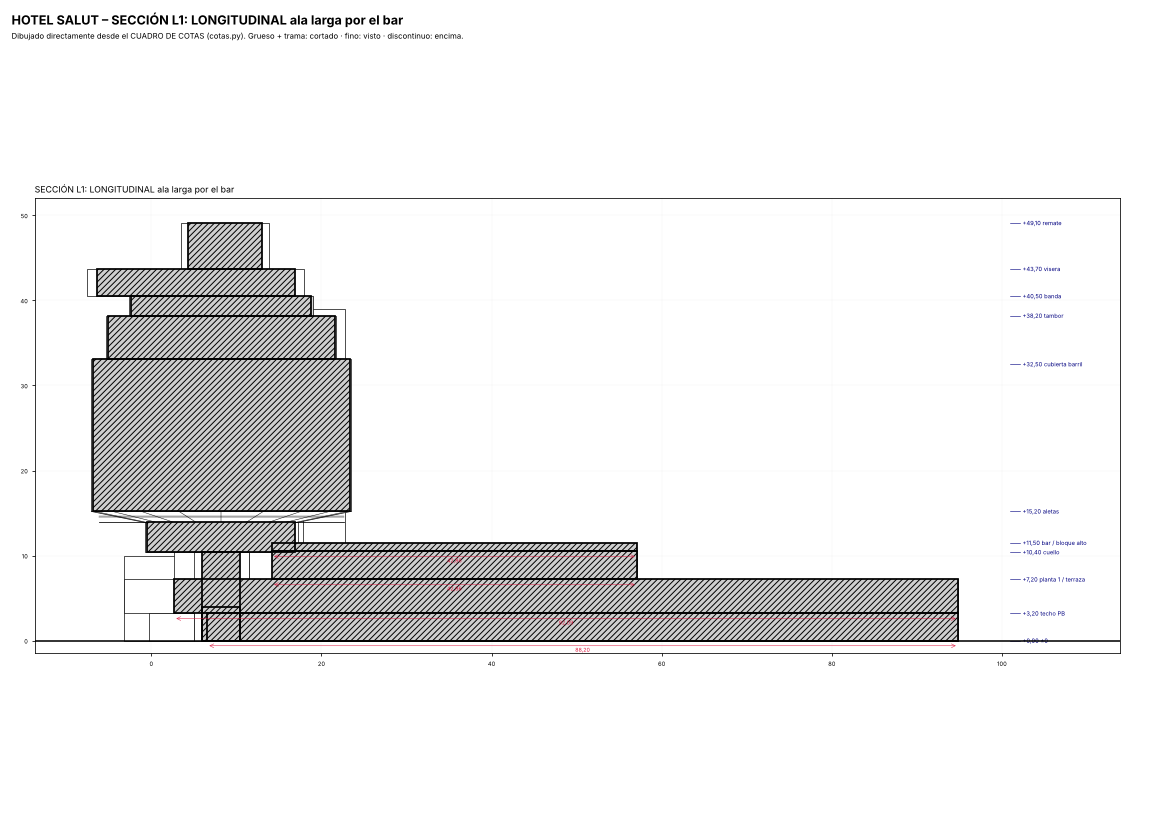 HOTEL SALUT – SECCIÓN L1: LONGITUDINAL ala larga por el bar
Dibujado directamente desde el CUADRO DE COTAS (cotas.py). Grueso + trama: cortado · fino: visto · discontinuo: encima.
SECCIÓN L1: LONGITUDINAL ala larga por el bar
50
+49,10 remate
+43,70 visera
40
+40,50 banda
+38,20 tambor
+32,50 cubierta barril
30
20
+15,20 aletas
+11,50 bar / bloque alto
+10,40 cuello
10
+7,20 planta 1 / terraza
+3,20 techo PB
0
88,20
0 20 40 60 80 100